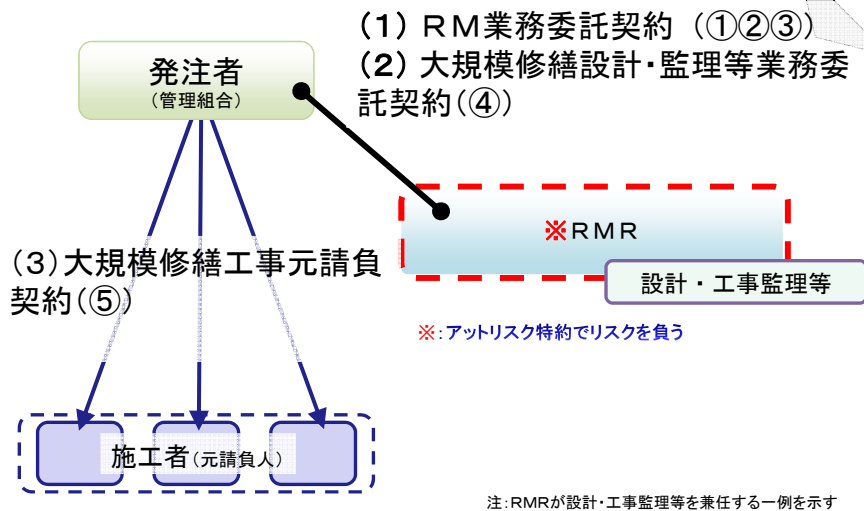 (1) RM業務委託契約 (①②③)
(2) 大規模修繕設計・監理等業務委
託契約(④)
発注者
(管理組合)
※RMR
設計・工事監理等
(3)大規模修繕工事元請負
契約(⑤)
※:アットリスク特約でリスクを負う
施工者(元請負人)
注:RMRが設計・工事監理等を兼任する一例を示す